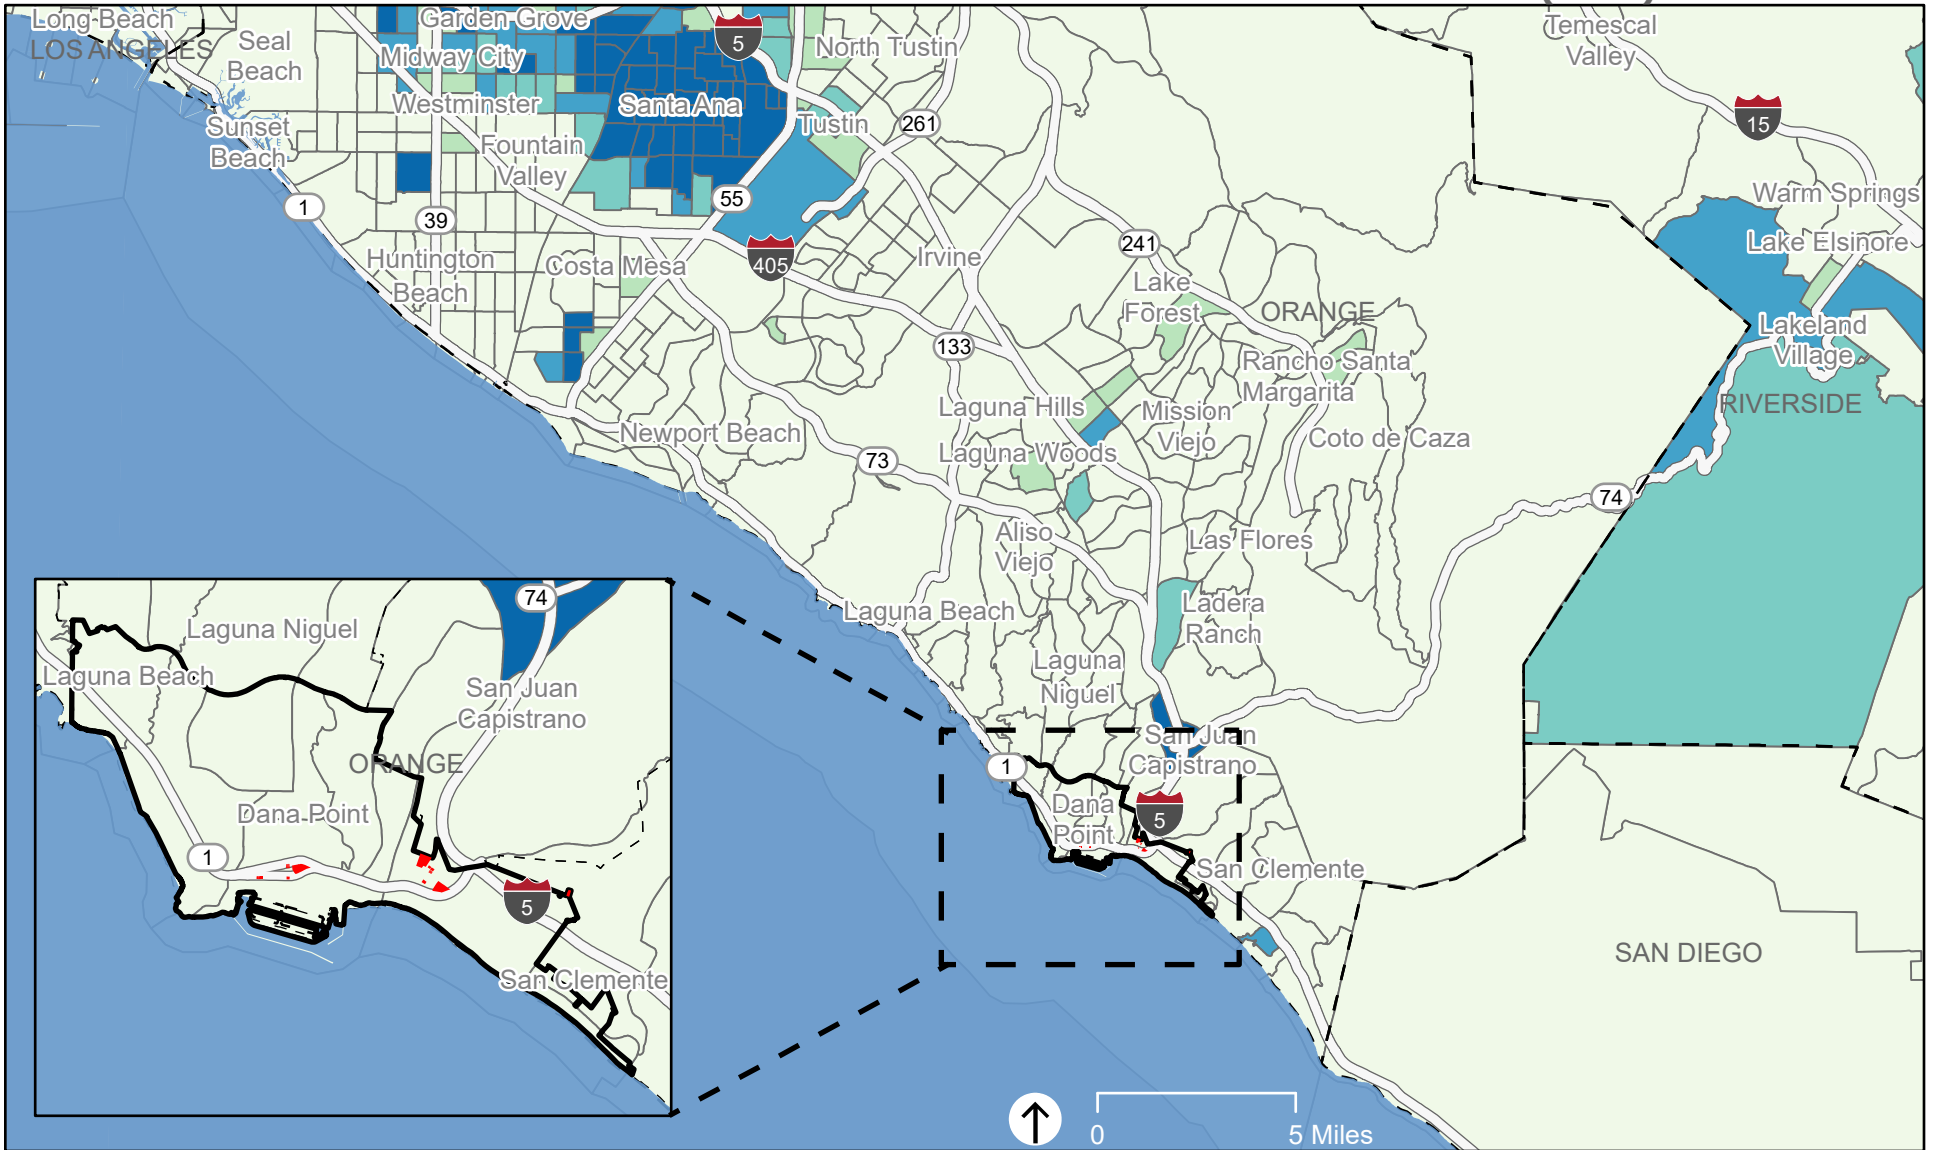 Long Beach
LOS ANGELES
Seal
Beach
Garden Grove
Midway City
5
North Tustin
Temescal
Valley
Westminster
Santa Ana
Tustin
261
15
Sunset
Beach
Fountain
Valley
1
39
55
Warm Springs
Lake Elsinore
Huntington
Beach
Costa Mesa
405
Irvine
241
Lake
Forest
ORANGE
Lakeland
Village
133
Rancho Santa
Margarita
RIVERSIDE
Laguna Hills
Mission
Viejo
Newport Beach
Laguna Woods
Coto de Caza
73
74
Aliso
Viejo
Las Flores
Laguna Beach
Ladera
Ranch
Laguna
Niguel
San Juan
Capistrano
1
Dana
Point
5
San Clemente
SAN DIEGO
74
Laguna Niguel
Laguna Beach
San Juan
Capistrano
ORANGE
Dana Point
1
5
San Clemente
0 5 Miles